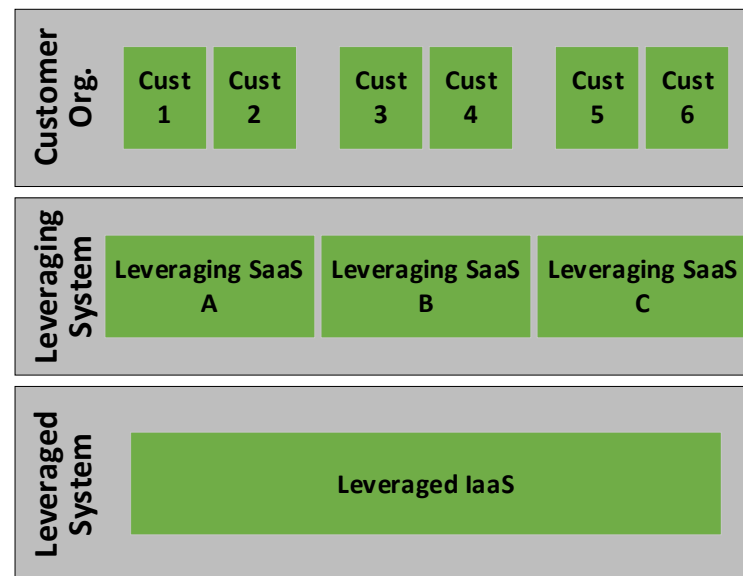 Customer
Org.
Cust
1
Cust
2
Cust
3
Cust
4
Cust
5
Cust
6
Leveraging
System
Leveraging SaaS
A
Leveraging SaaS
B
Leveraging SaaS
C
Leveraged
System
Leveraged IaaS